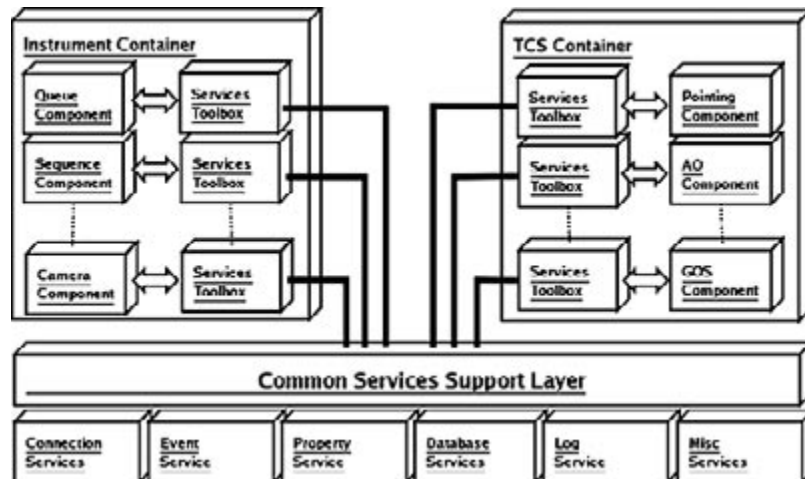 Instrument Container
TCS Container
Queue
Component
Services
Toolbox
Services
Toolbox
Pointing
Component
Sequence
Component
Services
Toolbox
Services
Toolbox
AO
Component
Camera
Component
Services
Toolbox
Services
Toolbox
GOS
Component
Common Services Support Layer
Connection
Services
Event
Service
Property
Service
Database
Services
Log
Service
Misc
Services